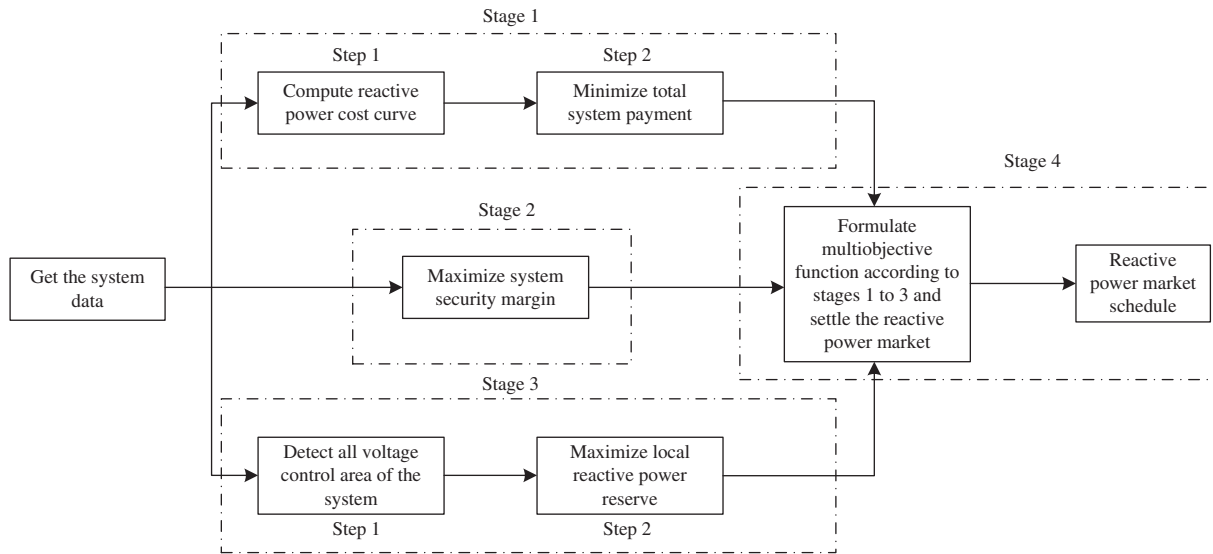 Stage 1
Step 1
Step 2
Compute reactive
power cost curve
Minimize total
system payment
Stage 4
Stage 2
Get the system
data
Maximize system
security margin
Formulate
multiobjective
function according to
stages 1 to 3 and
settle the reactive
power market
Reactive
power market
schedule
Stage 3
Detect all voltage
control area of the
system
Maximize local
reactive power
reserve
Step 1
Step 2